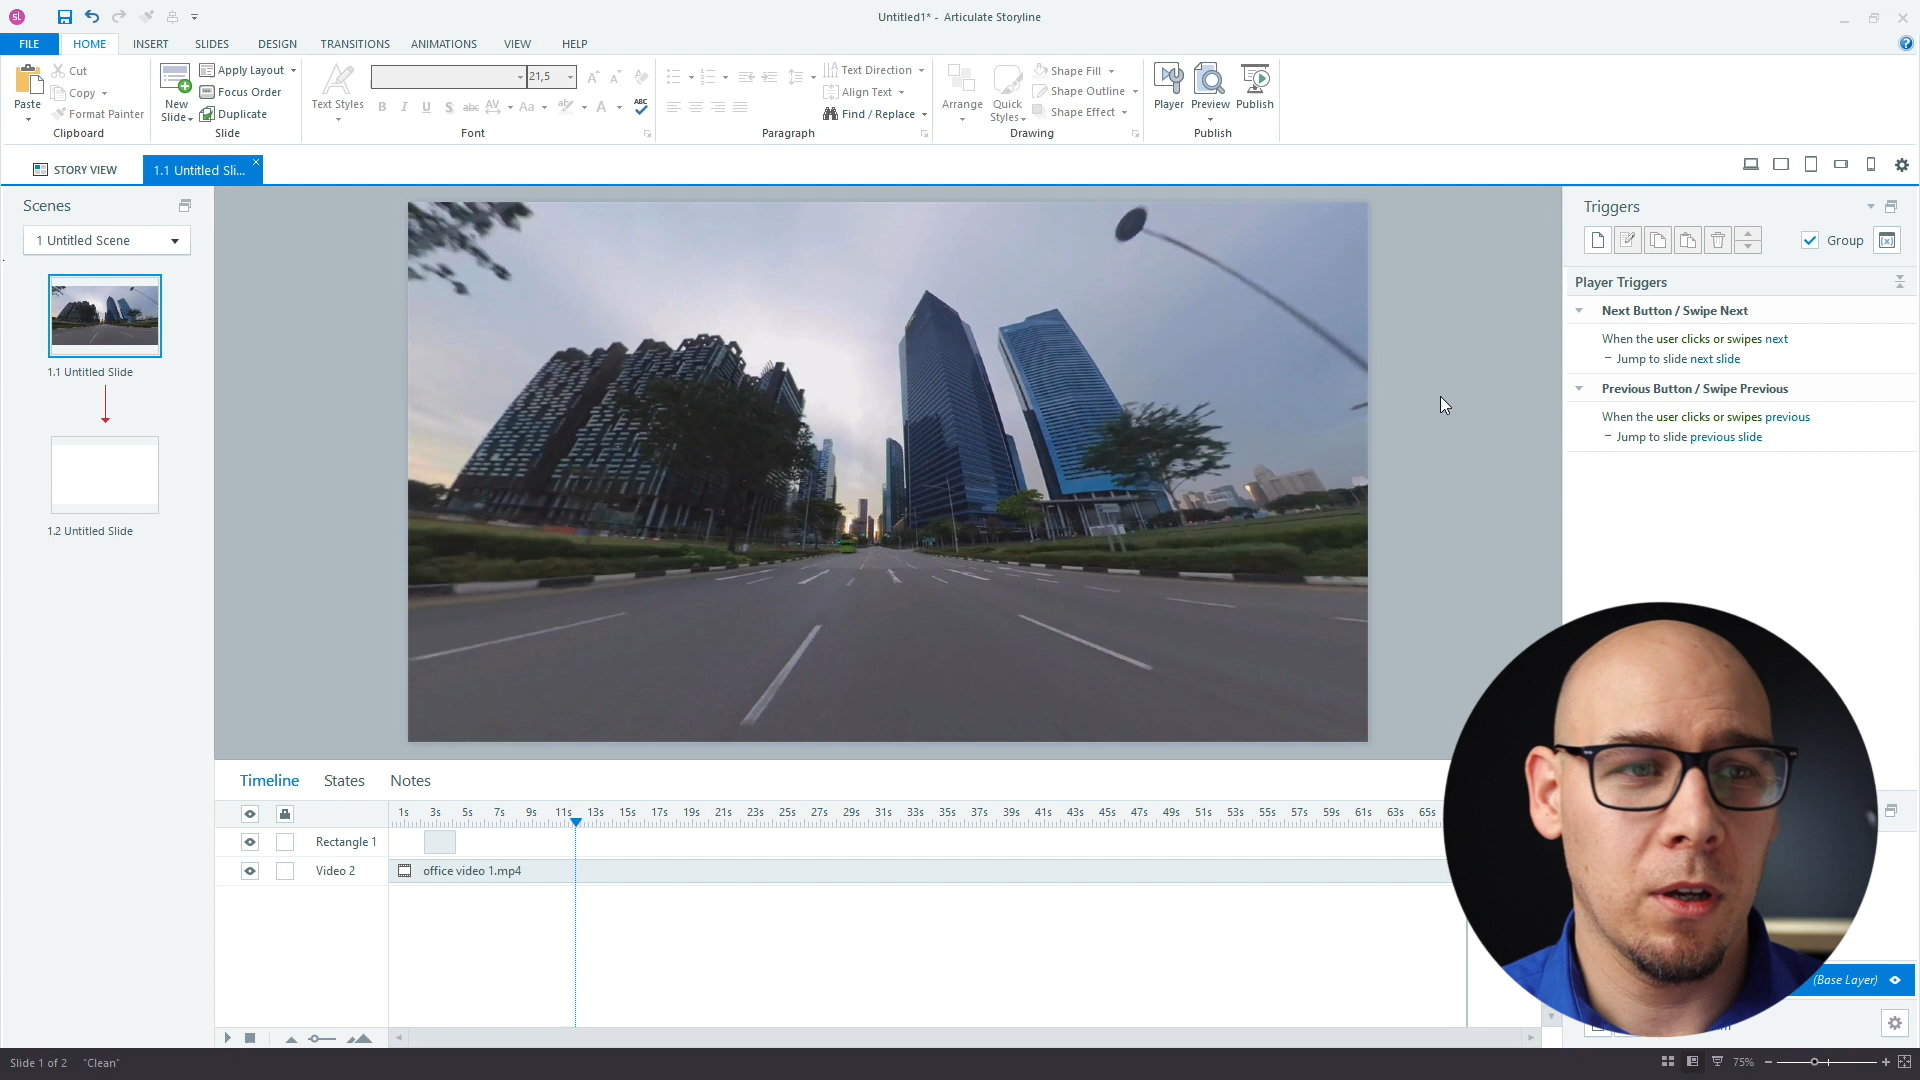 sl
Untitled1* - Articulate Storyline
FILE HOME INSERT SLIDES DESIGN TRANSITIONS ANIMATIONS VIEW HELP
Paste
Cut
Copy
Format Painter
Clipboard
New
Slide
Apply Layout
Focus Order
Duplicate
Slide
Text Styles
21,5
B I U S abc AV Aa A ABC
Font
Text Direction
Align Text
Find / Replace
Paragraph
Arrange
Quick
Styles
Shape Fill
Shape Outline
Shape Effect
Drawing
Player
Preview
Publish
Publish
STORY VIEW
1.1 Untitled Sli...
Scenes
1 Untitled Scene
1.1 Untitled Slide
1.2 Untitled Slide
Triggers
Group
Player Triggers
Next Button / Swipe Next
When the user clicks or swipes next
Jump to slide next slide
Previous Button / Swipe Previous
When the user clicks or swipes previous
Jump to slide previous slide
Timeline States Notes
1s 3s 5s 7s 9s 11s 13s 15s 17s 19s 21s 23s 25s 27s 29s 31s 33s 35s 37s 39s 41s 43s 45s 47s 49s 51s 53s 55s 57s 59s 61s 63s 65s
Rectangle 1
Video 2
office video 1.mp4
(Base Layer)
Slide 1 of 2 "Clean"
75%